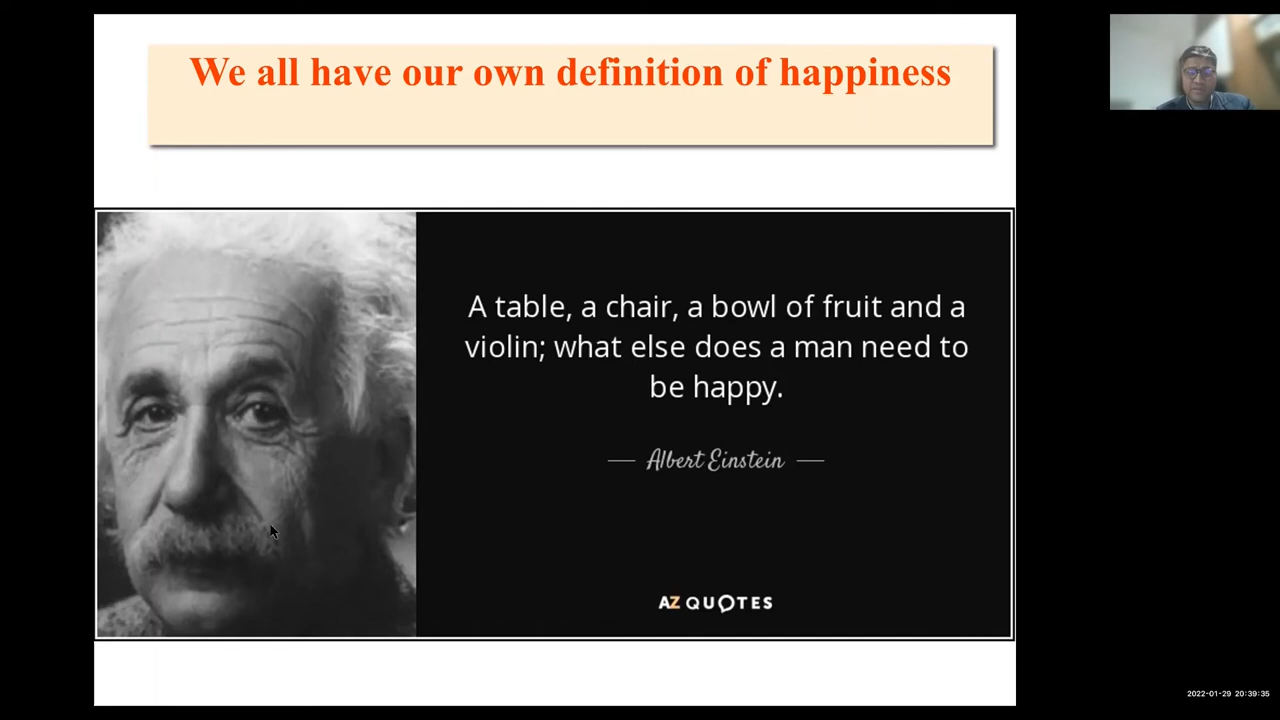 We all have our own definition of happiness
A table, a chair, a bowl of fruit and a
violin; what else does a man need to
be happy.
Albert Einstein
AZ QUOTES
2022-01-29 20:39:35